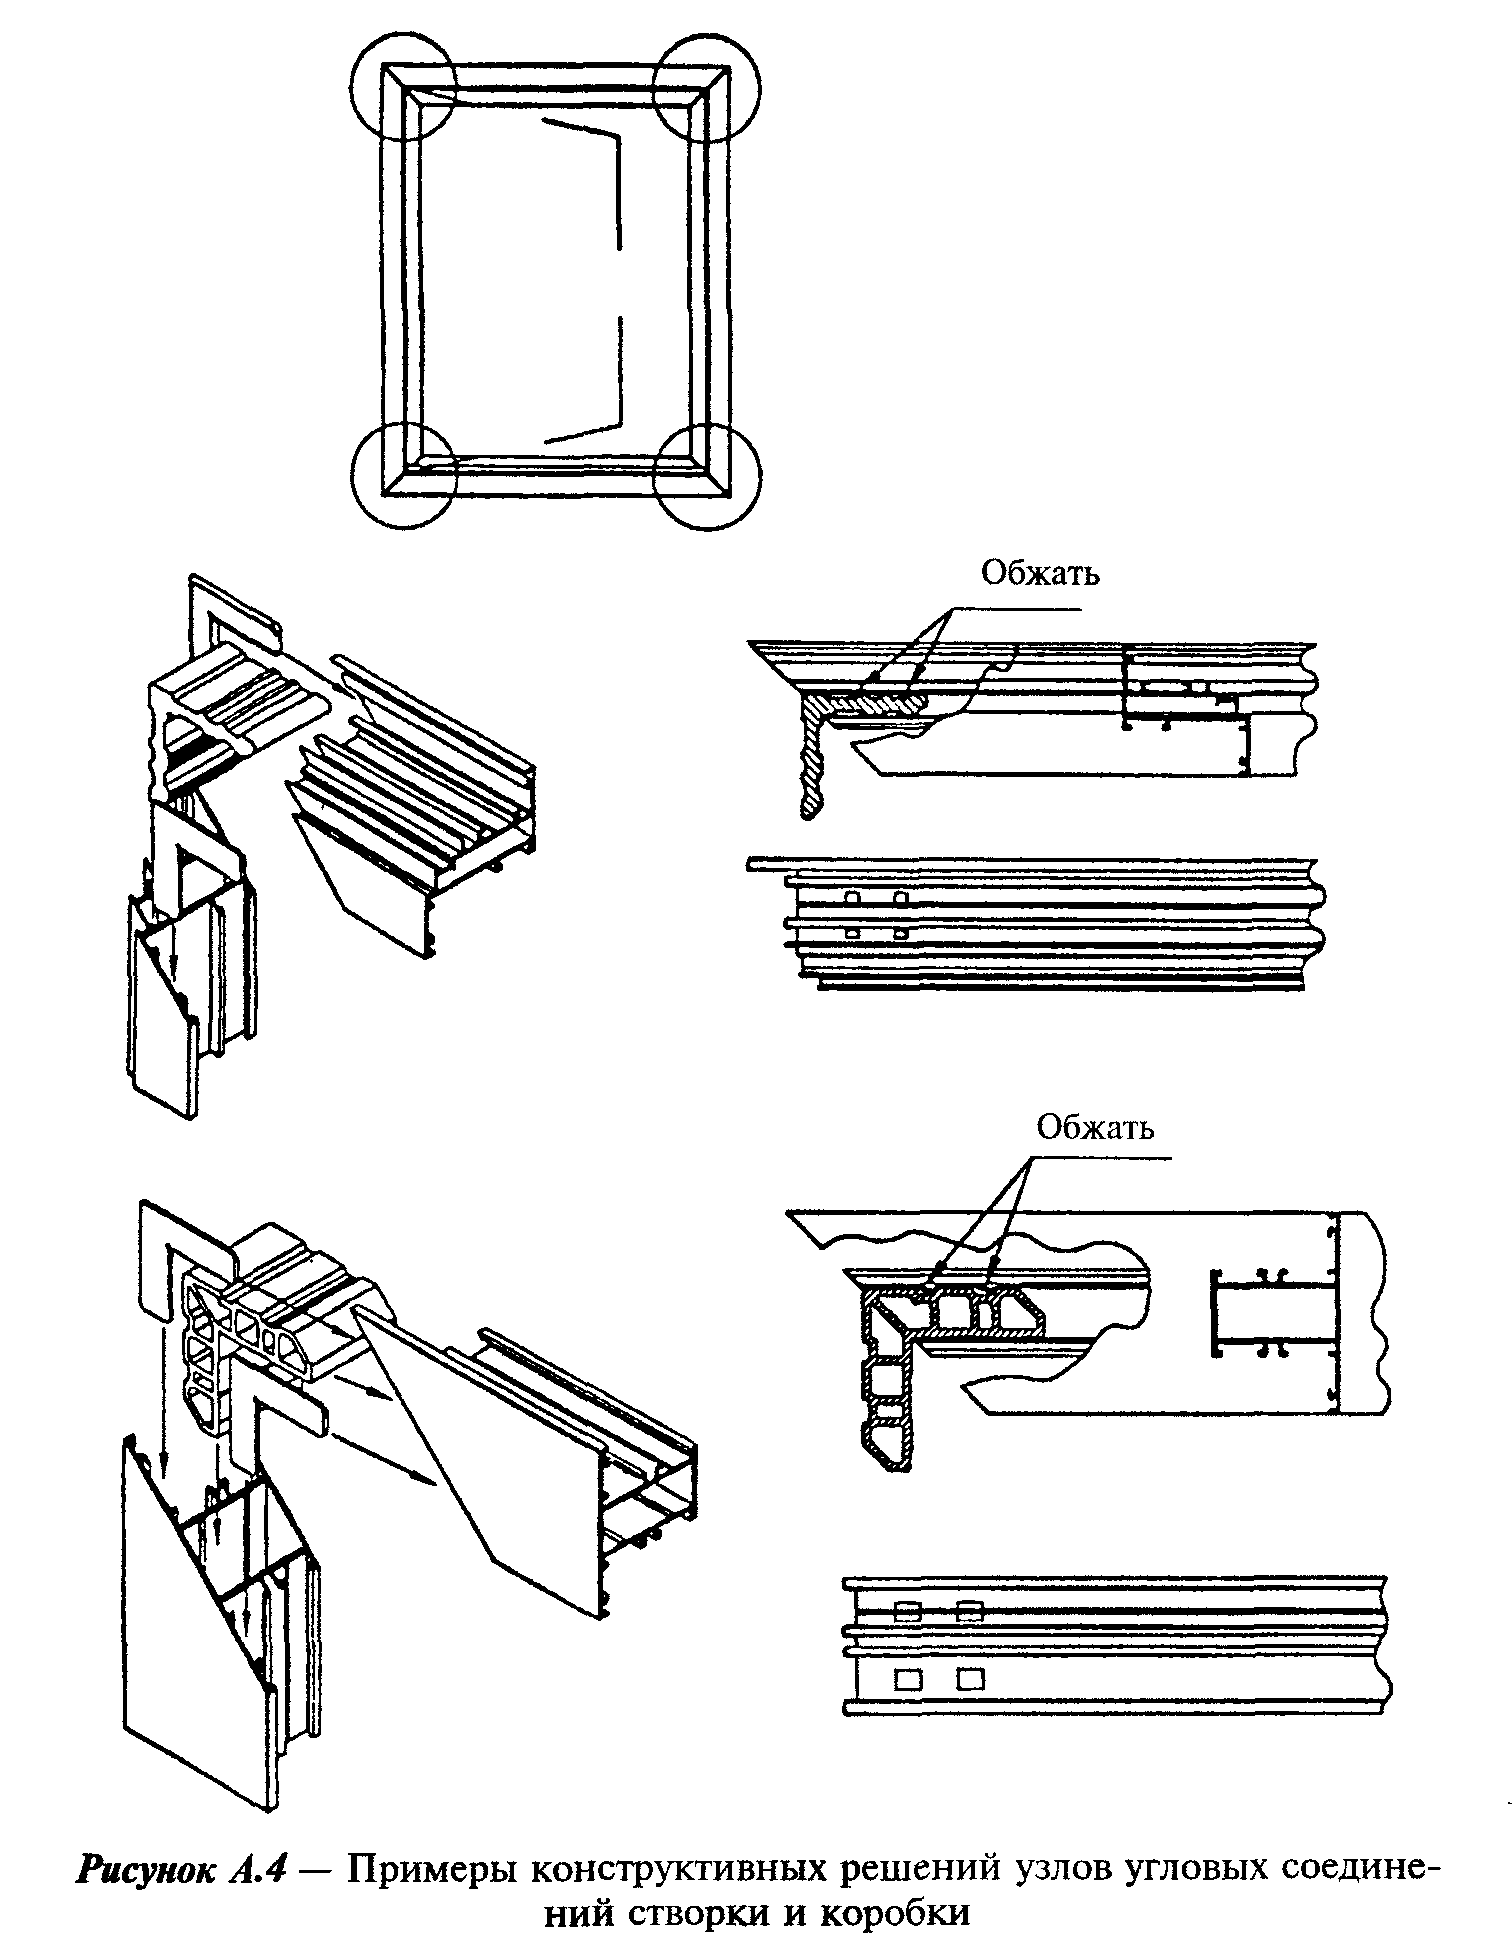 Обжать
Обжать
Рисунок А.4 — Примеры конструктивных решений узлов угловых соедине-
ний створки и коробки